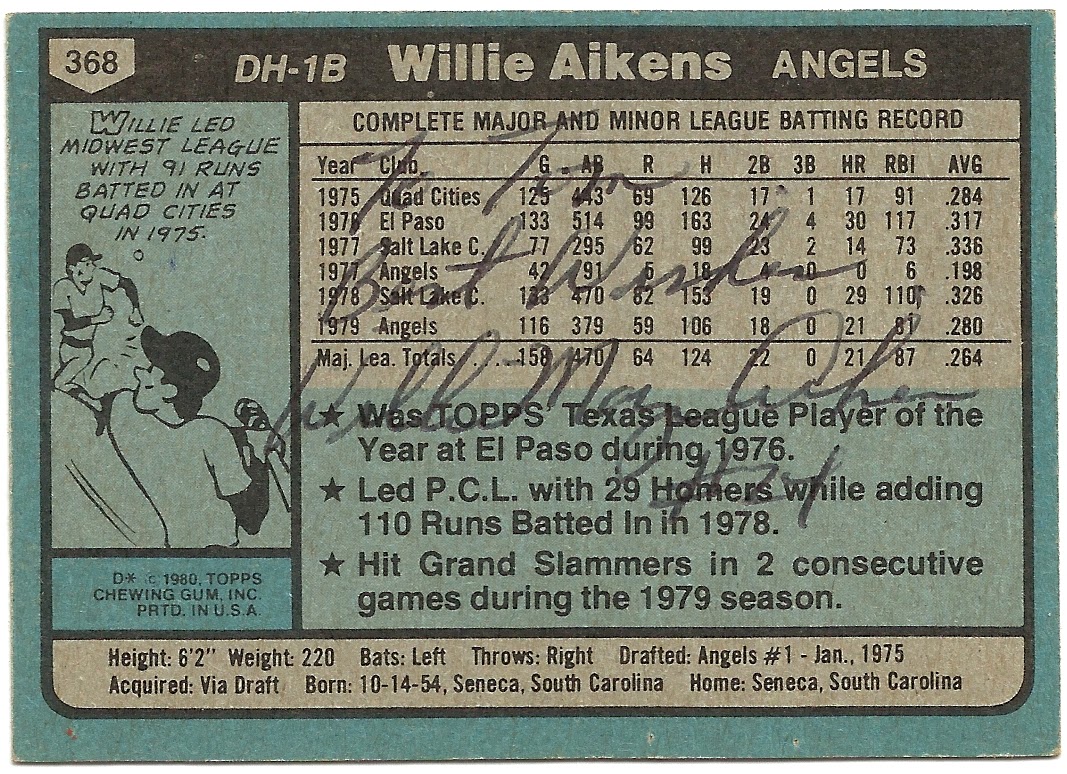 368 DH-1B Willie Aikens ANGELS
WILLIE LED
MIDWEST LEAGUE
WITH 91 RUNS
BATTED IN AT
QUAD CITIES
IN 1975.
COMPLETE MAJOR AND MINOR LEAGUE BATTING RECORD
Year Club G AB R H 2B 3B HR RBI AVG
1975 Quad Cities 125 443 69 126 17 1 17 91 .284
1976 El Paso 133 514 99 163 24 4 30 117 .317
1977 Salt Lake C. 77 295 62 99 23 2 14 73 .336
1977 Angels 42 91 5 18 4 0 0 6 .198
1978 Salt Lake C. 133 470 82 153 19 0 29 110 .326
1979 Angels 116 379 59 106 18 0 21 81 .280
Maj. Lea. Totals 158 470 64 124 22 0 21 87 .264
To Tim
Best Wishes
Willie Mays Aikens
#24
★ Was TOPPS' Texas League Player of the
Year at El Paso during 1976.
★ Led P.C.L. with 29 Homers while adding
110 Runs Batted In in 1978.
★ Hit Grand Slammers in 2 consecutive
games during the 1979 season.
D* © 1980, TOPPS
CHEWING GUM, INC.
PRTD. IN U.S.A.
Height: 6'2" Weight: 220 Bats: Left Throws: Right Drafted: Angels #1 - Jan., 1975
Acquired: Via Draft Born: 10-14-54, Seneca, South Carolina Home: Seneca, South Carolina